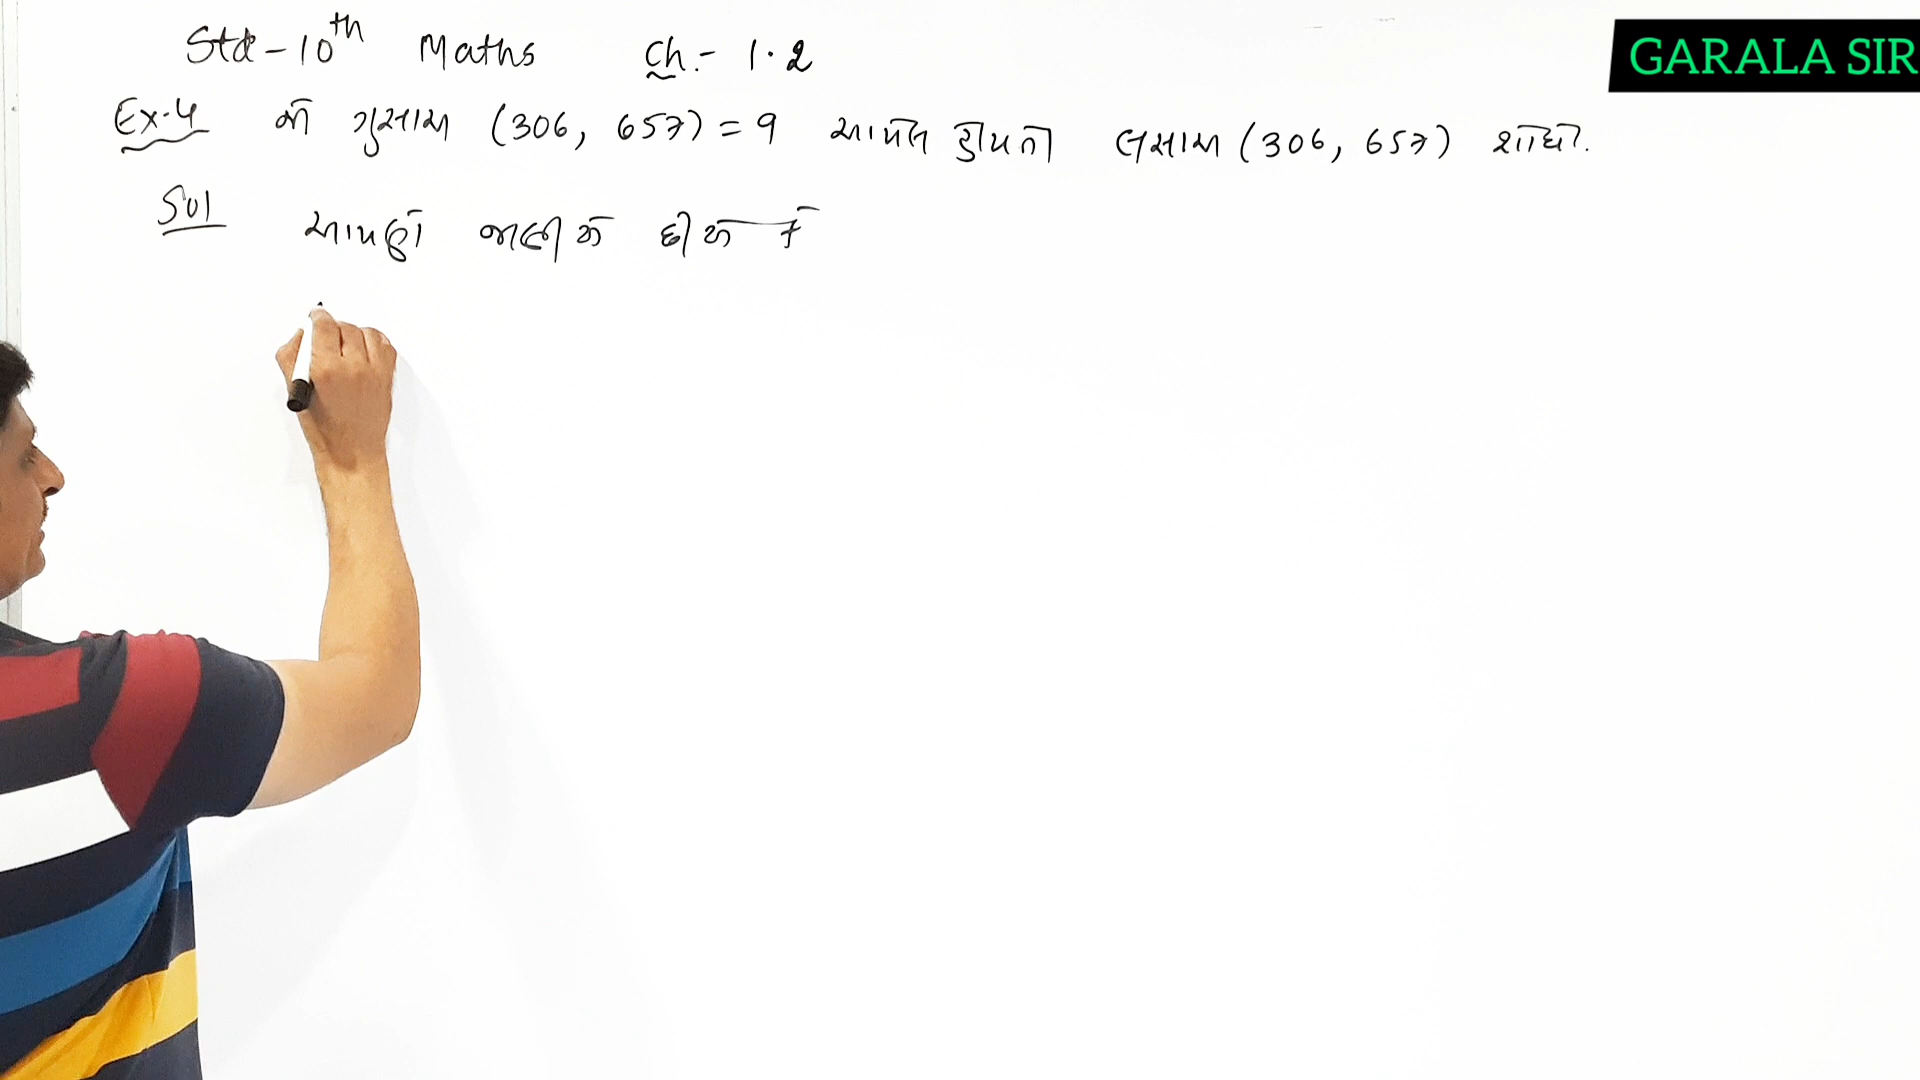 Std - 10th Maths Ch:- 1.2
GARALA SIR
Ex-4 જો ગુસાઅ (306, 657) = 9 આપેલ હોય તો લસાઅ (306, 657) શોધો.
Sol આપણે જાણીએ છીએ કે